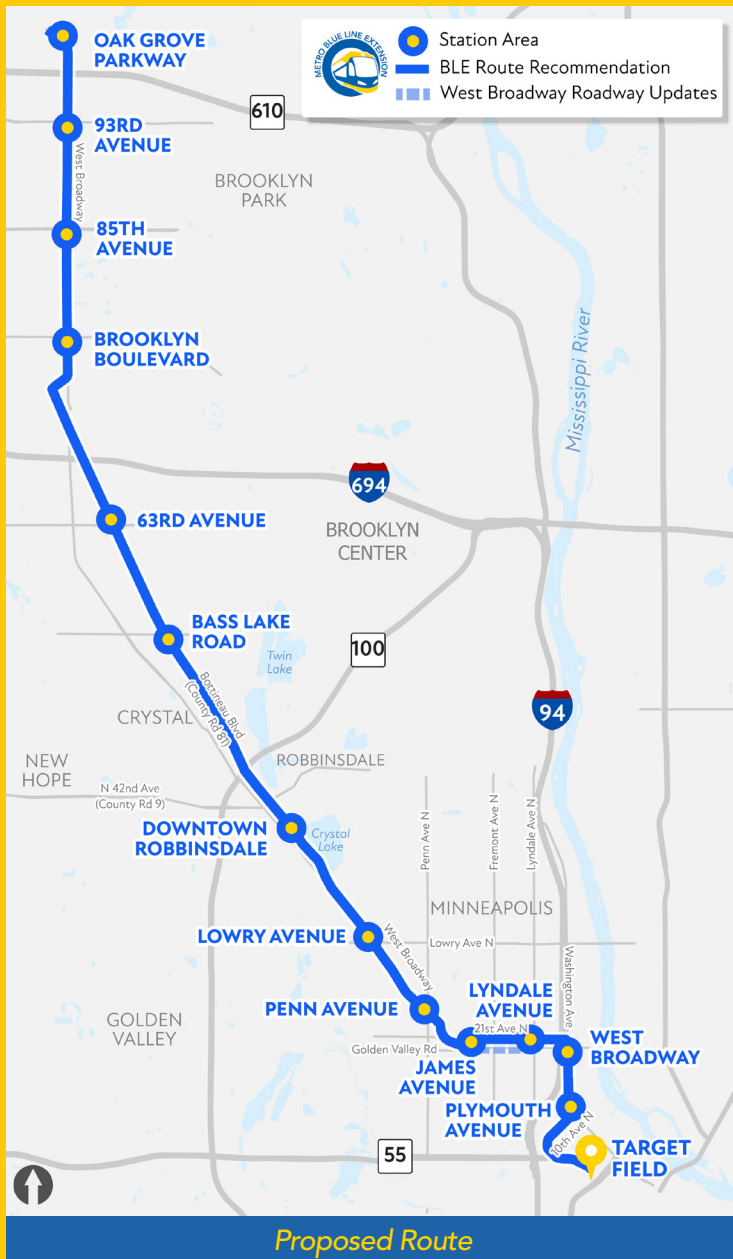 METRO BLUE LINE EXTENSION
Station Area
BLE Route Recommendation
West Broadway Roadway Updates
OAK GROVE
PARKWAY
610
93RD
AVENUE
West Broadway
BROOKLYN
PARK
85TH
AVENUE
BROOKLYN
BOULEVARD
Mississippi River
694
63RD AVENUE
BROOKLYN
CENTER
BASS LAKE
ROAD
100
Twin
Lake
Bottineau Blvd
(County Rd 81)
94
CRYSTAL
NEW
HOPE
ROBBINSDALE
N 42nd Ave
(County Rd 9)
DOWNTOWN
ROBBINSDALE
Crystal
Lake
Penn Ave N
Fremont Ave N
Lyndale Ave N
MINNEAPOLIS
LOWRY AVENUE
West Broadway
Lowry Ave N
Washington Ave
PENN AVENUE
LYNDALE
AVENUE
21st Ave N
GOLDEN
VALLEY
Golden Valley Rd
WEST
BROADWAY
JAMES
AVENUE
PLYMOUTH
AVENUE
10th Ave N
TARGET
FIELD
55
Proposed Route